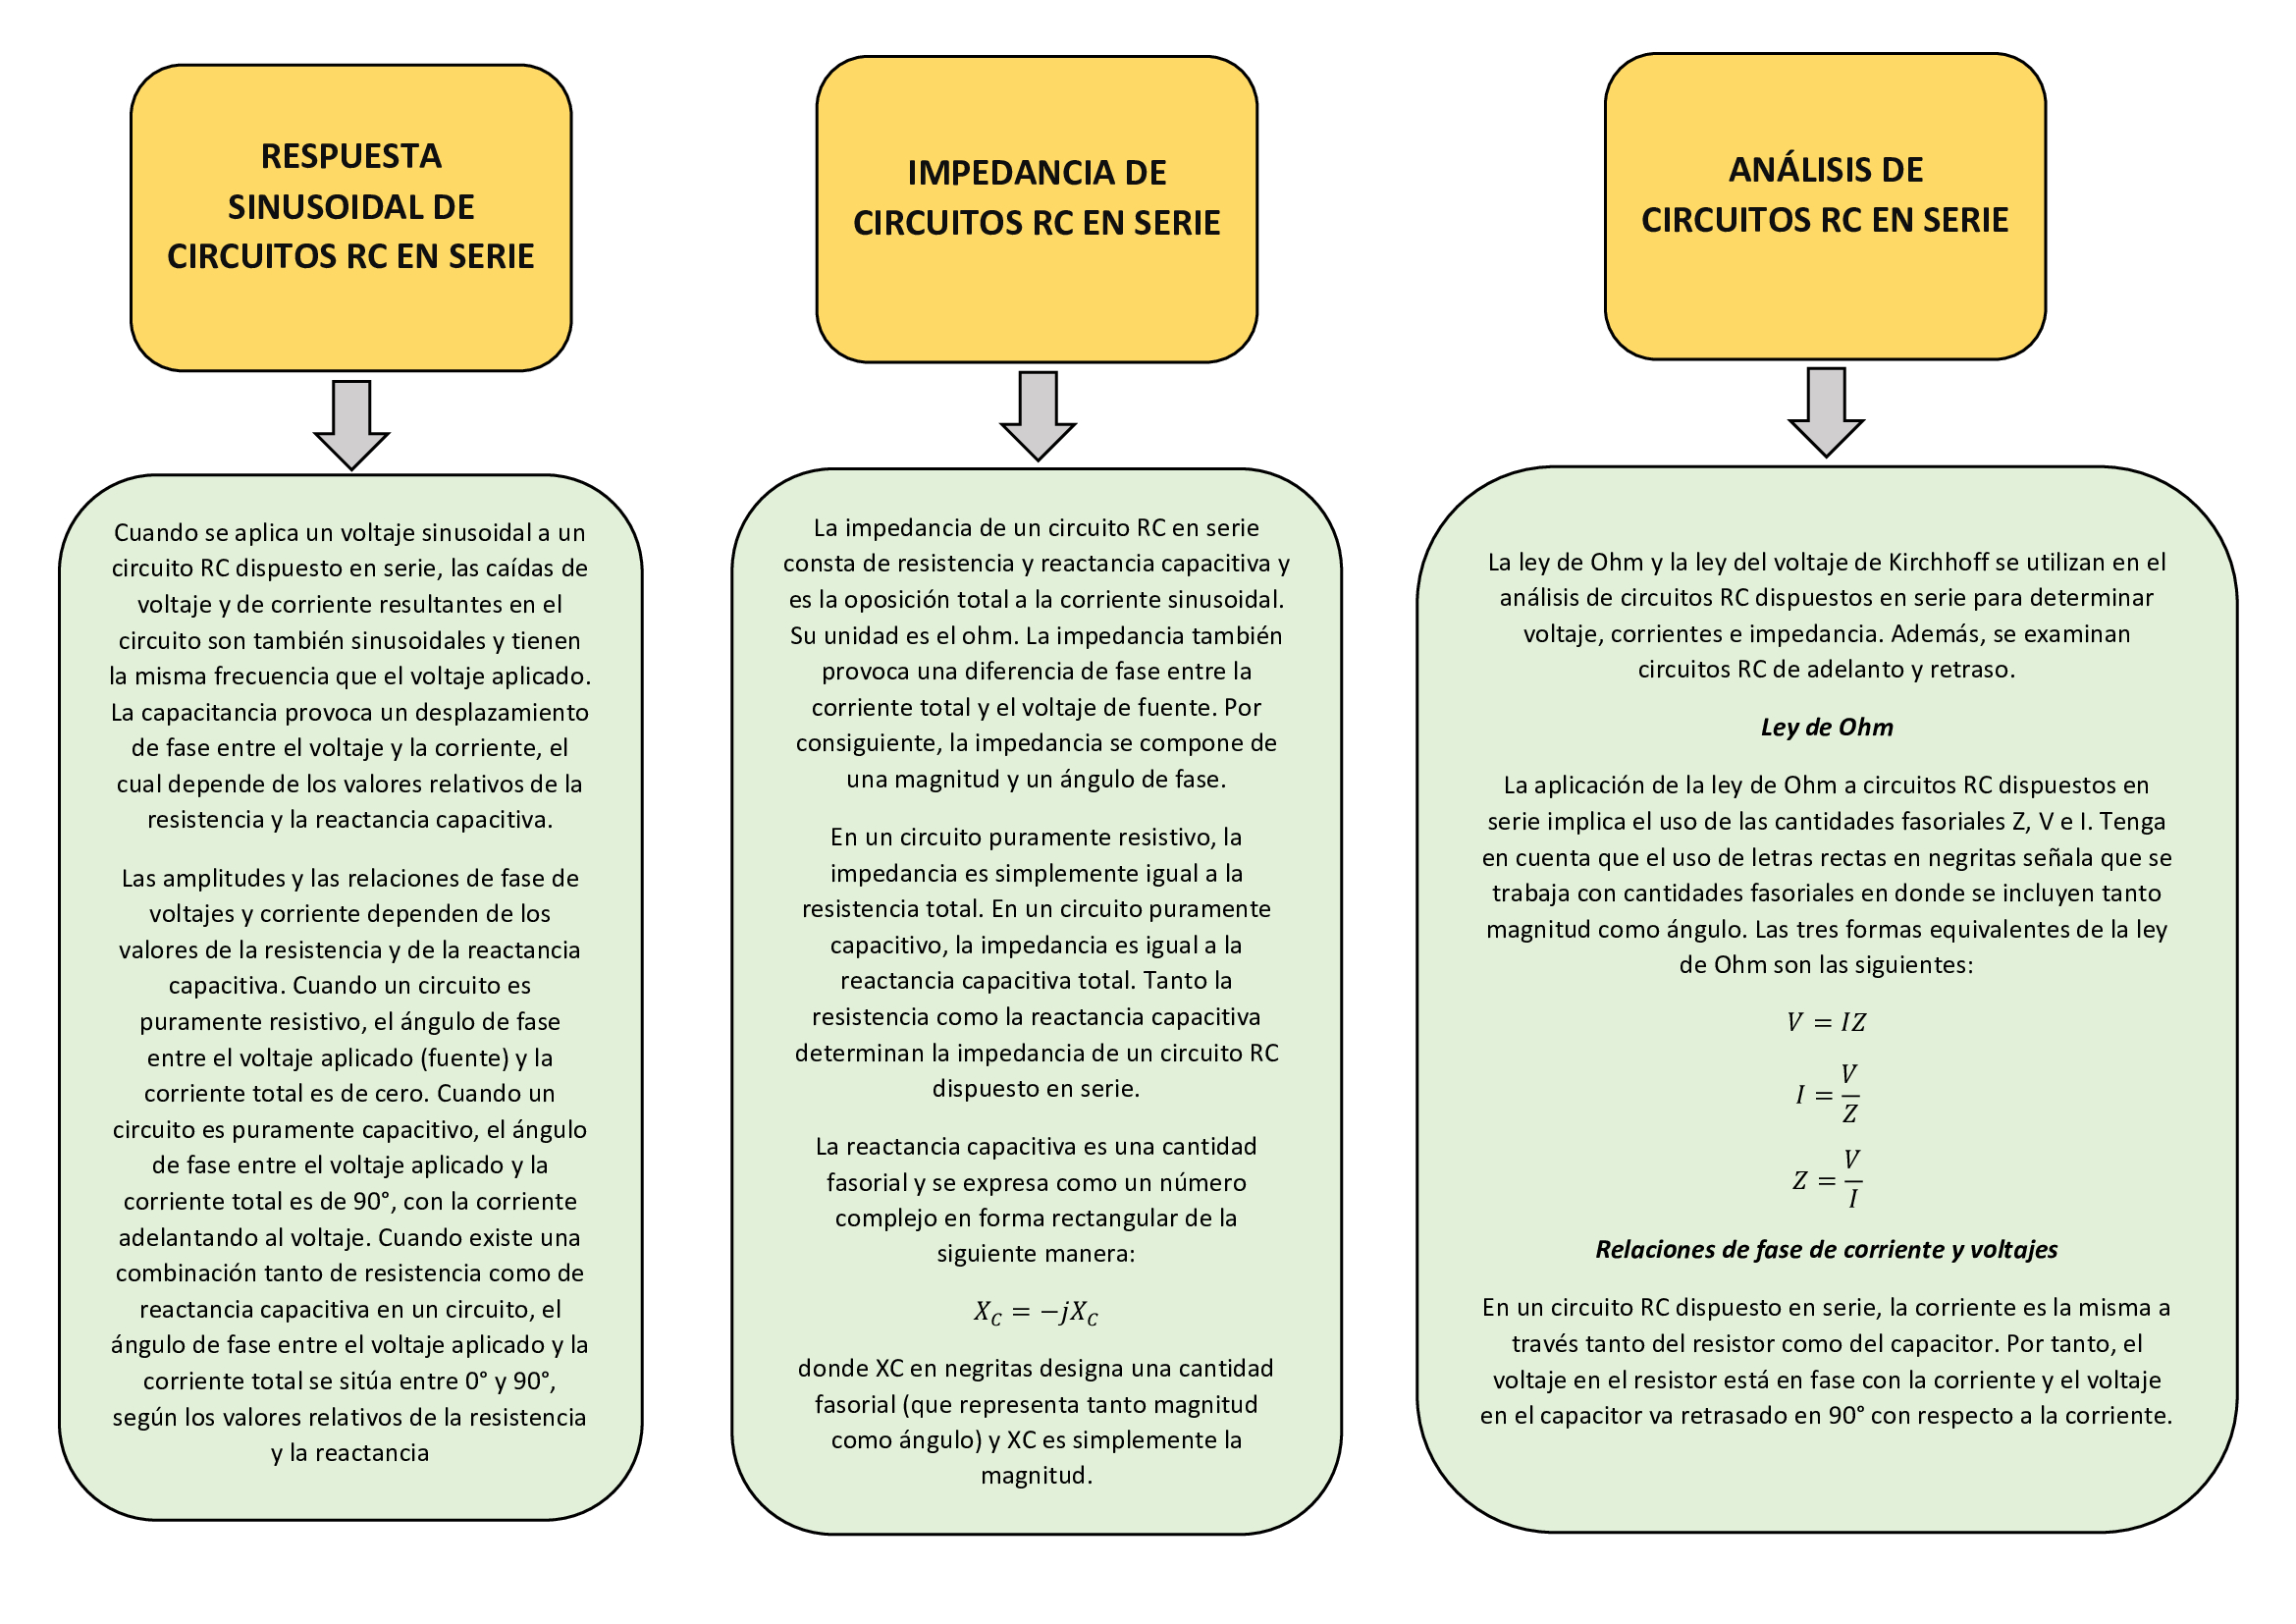 RESPUESTA
SINUSOIDAL DE
CIRCUITOS RC EN SERIE
Cuando se aplica un voltaje sinusoidal a un
circuito RC dispuesto en serie, las caídas de
voltaje y de corriente resultantes en el
circuito son también sinusoidales y tienen
la misma frecuencia que el voltaje aplicado.
La capacitancia provoca un desplazamiento
de fase entre el voltaje y la corriente, el
cual depende de los valores relativos de la
resistencia y la reactancia capacitiva.
Las amplitudes y las relaciones de fase de
voltajes y corriente dependen de los
valores de la resistencia y de la reactancia
capacitiva. Cuando un circuito es
puramente resistivo, el ángulo de fase
entre el voltaje aplicado (fuente) y la
corriente total es de cero. Cuando un
circuito es puramente capacitivo, el ángulo
de fase entre el voltaje aplicado y la
corriente total es de 90°, con la corriente
adelantando al voltaje. Cuando existe una
combinación tanto de resistencia como de
reactancia capacitiva en un circuito, el
ángulo de fase entre el voltaje aplicado y la
corriente total se sitúa entre 0° y 90°,
según los valores relativos de la resistencia
y la reactancia
IMPEDANCIA DE
CIRCUITOS RC EN SERIE
La impedancia de un circuito RC en serie
consta de resistencia y reactancia capacitiva y
es la oposición total a la corriente sinusoidal.
Su unidad es el ohm. La impedancia también
provoca una diferencia de fase entre la
corriente total y el voltaje de fuente. Por
consiguiente, la impedancia se compone de
una magnitud y un ángulo de fase.
En un circuito puramente resistivo, la
impedancia es simplemente igual a la
resistencia total. En un circuito puramente
capacitivo, la impedancia es igual a la
reactancia capacitiva total. Tanto la
resistencia como la reactancia capacitiva
determinan la impedancia de un circuito RC
dispuesto en serie.
La reactancia capacitiva es una cantidad
fasorial y se expresa como un número
complejo en forma rectangular de la
siguiente manera:
X_C = −jX_C
donde XC en negritas designa una cantidad
fasorial (que representa tanto magnitud
como ángulo) y XC es simplemente la
magnitud.
ANÁLISIS DE
CIRCUITOS RC EN SERIE
La ley de Ohm y la ley del voltaje de Kirchhoff se utilizan en el
análisis de circuitos RC dispuestos en serie para determinar
voltaje, corrientes e impedancia. Además, se examinan
circuitos RC de adelanto y retraso.
Ley de Ohm
La aplicación de la ley de Ohm a circuitos RC dispuestos en
serie implica el uso de las cantidades fasoriales Z, V e I. Tenga
en cuenta que el uso de letras rectas en negritas señala que se
trabaja con cantidades fasoriales en donde se incluyen tanto
magnitud como ángulo. Las tres formas equivalentes de la ley
de Ohm son las siguientes:
V = IZ
I = V/Z
Z = V/I
Relaciones de fase de corriente y voltajes
En un circuito RC dispuesto en serie, la corriente es la misma a
través tanto del resistor como del capacitor. Por tanto, el
voltaje en el resistor está en fase con la corriente y el voltaje
en el capacitor va retrasado en 90° con respecto a la corriente.